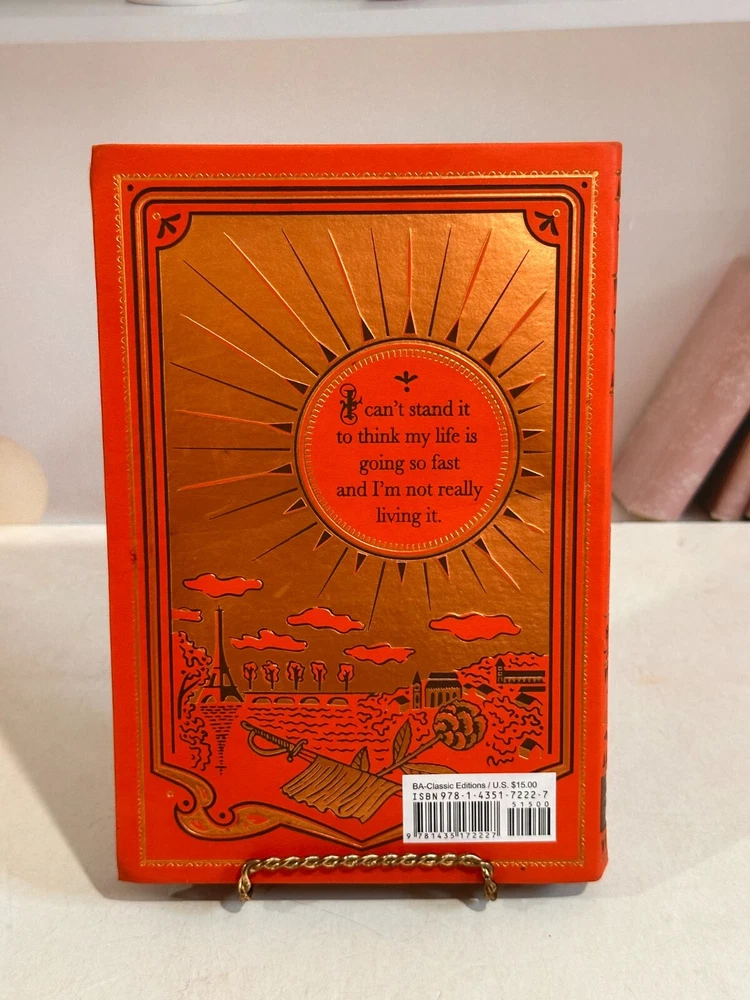 I can't stand it
to think my life is
going so fast
and I'm not really
living it.
BA-Classic Editions / U.S. $15.00
ISBN 978-1-4351-7222-7
51500
9 781435 172227